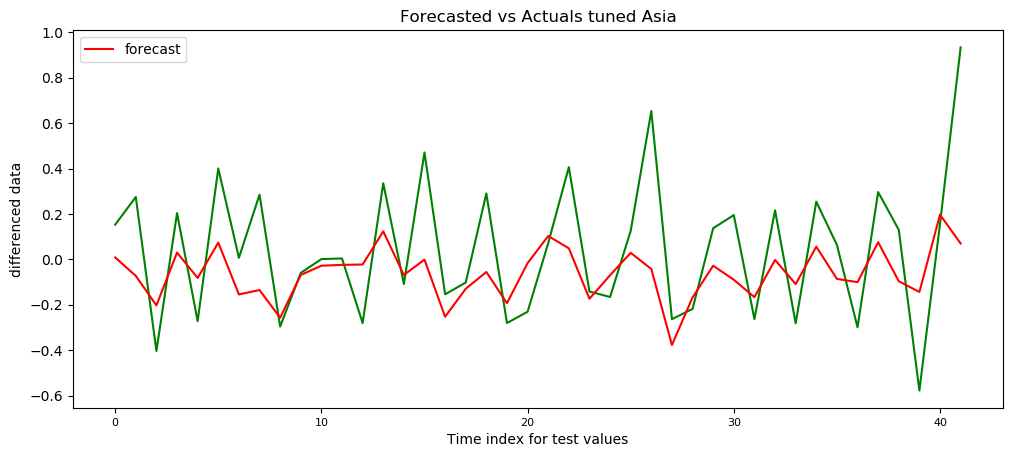 Forecasted vs Actuals tuned Asia
forecast
differenced data
1.0
0.8
0.6
0.4
0.2
0.0
−0.2
−0.4
−0.6
0 10 20 30 40
Time index for test values